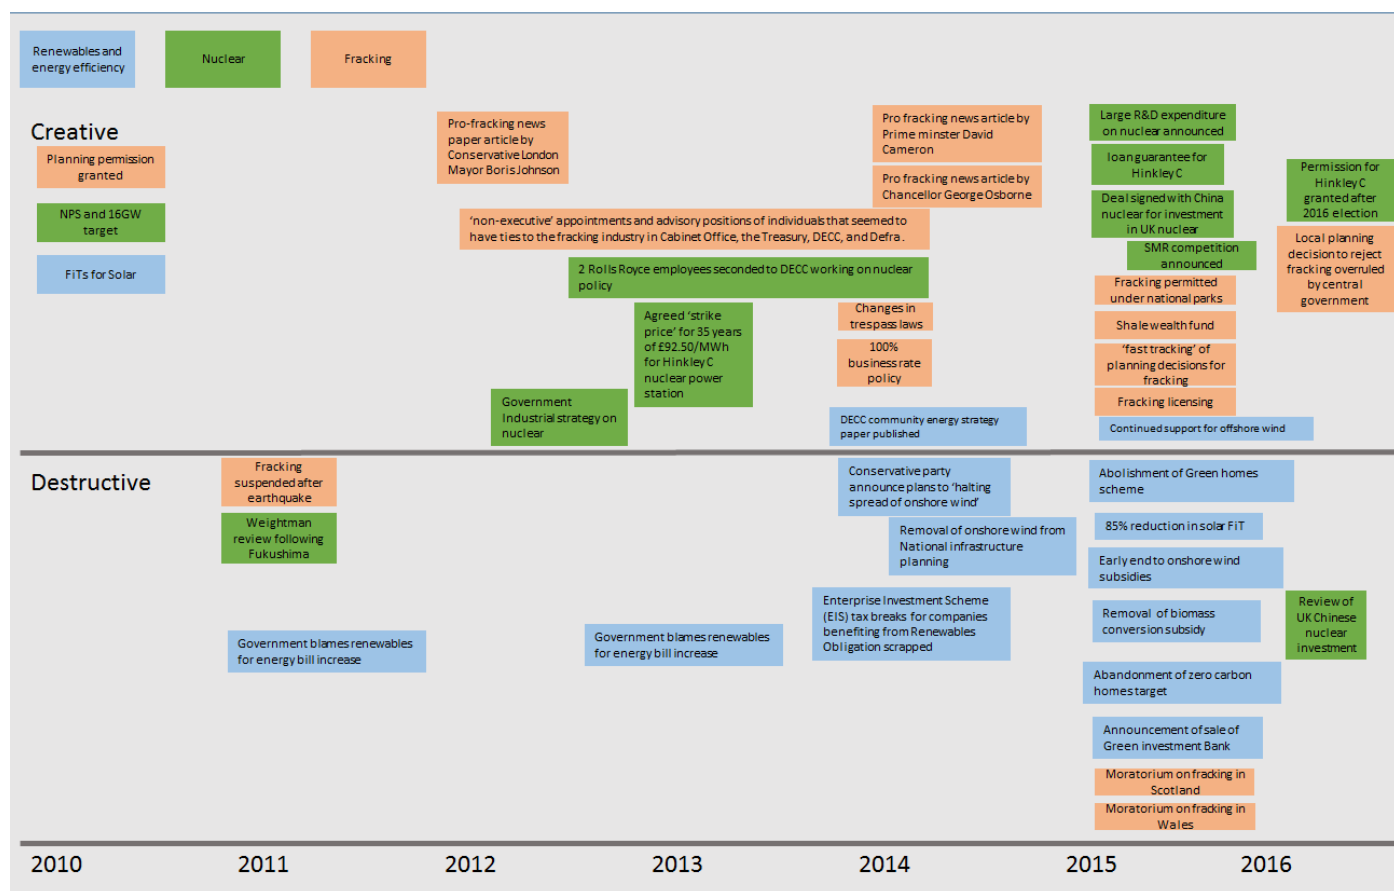 Renewables and
energy efficiency
Nuclear
Fracking
Creative
Planning permission
granted
NPS and 16GW
target
FiTs for Solar
Pro-fracking news
paper article by
Conservative London
Mayor Boris Johnson
Pro fracking news article by
Prime minster David
Cameron
Pro fracking news article by
Chancellor George Osborne
‘non-executive’ appointments and advisory positions of individuals that seemed to
have ties to the fracking industry in Cabinet Office, the Treasury, DECC, and Defra .
2 Rolls Royce employees seconded to DECC working on nuclear
policy
Agreed ‘strike
price’ for 35 years
of £92.50/MWh
for Hinkley C
nuclear power
station
Government
Industrial strategy on
nuclear
Changes in
trespass laws
100%
business rate
policy
DECC community energy strategy
paper published
Large R&D expenditure
on nuclear announced
loan guarantee for
Hinkley C
Deal signed with China
nuclear for investment
in UK nuclear
SMR competition
announced
Fracking permitted
under national parks
Shale wealth fund
‘fast tracking’ of
planning decisions for
fracking
Fracking licensing
Continued support for offshore wind
Permission for
Hinkley C
granted after
2016 election
Local planning
decision to reject
fracking overruled
by central
government
Destructive
Fracking
suspended after
earthquake
Weightman
review following
Fukushima
Government blames renewables
for energy bill increase
Government blames renewables
for energy bill increase
Conservative party
announce plans to ‘halting
spread of onshore wind’
Removal of onshore wind from
National infrastructure
planning
Enterprise Investment Scheme
(EIS) tax breaks for companies
benefiting from Renewables
Obligation scrapped
Abolishment of Green homes
scheme
85% reduction in solar FiT
Early end to onshore wind
subsidies
Removal of biomass
conversion subsidy
Abandonment of zero carbon
homes target
Announcement of sale of
Green investment Bank
Moratorium on fracking in
Scotland
Moratorium on fracking in
Wales
Review of
UK Chinese
nuclear
investment
2010
2011
2012
2013
2014
2015
2016